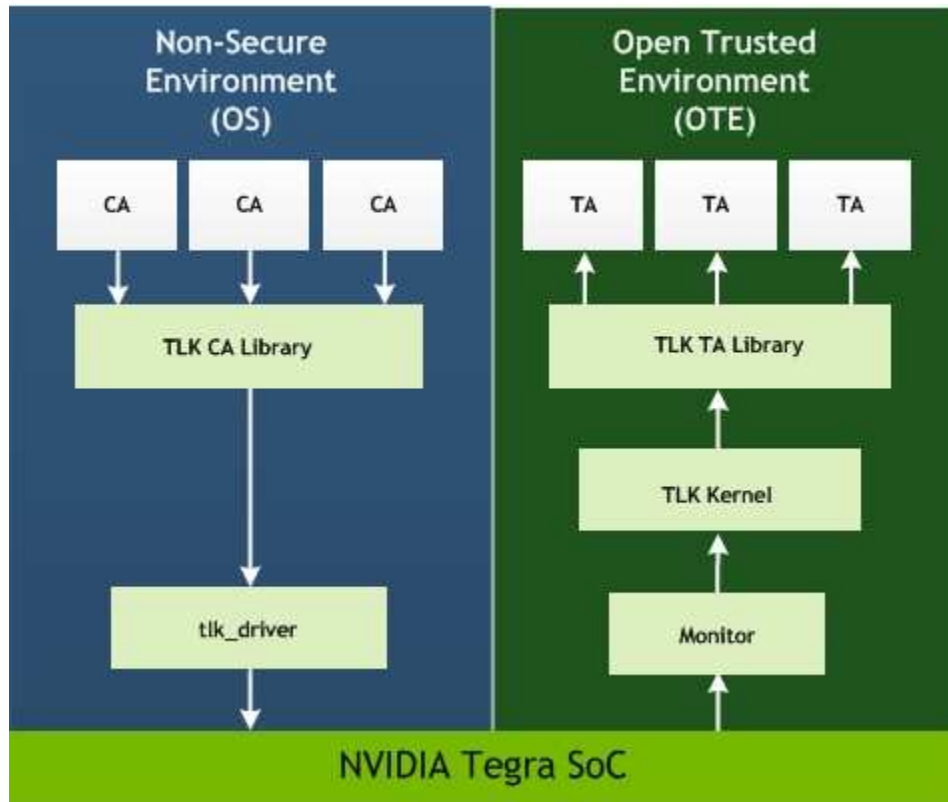 Non-Secure
Environment
(OS)
CA
CA
CA
TLK CA Library
tlk_driver
Open Trusted
Environment
(OTE)
TA
TA
TA
TLK TA Library
TLK Kernel
Monitor
NVIDIA Tegra SoC